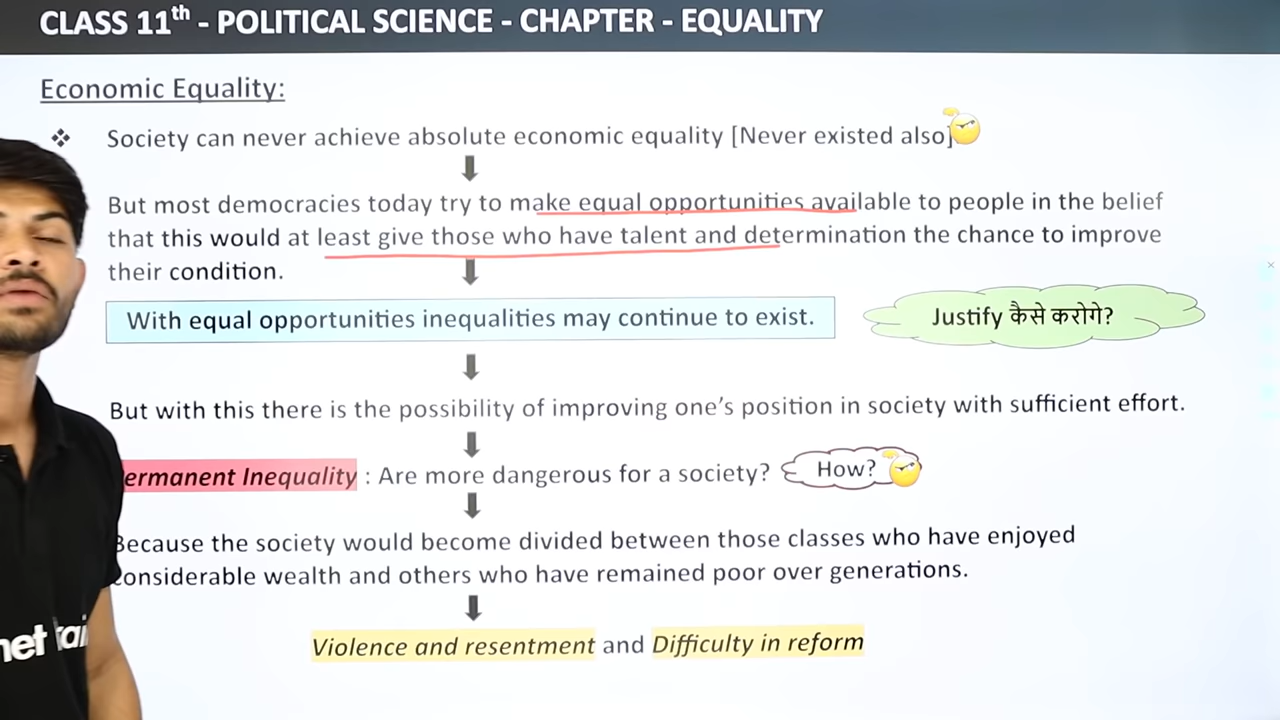 CLASS 11th - POLITICAL SCIENCE - CHAPTER - EQUALITY
Economic Equality:
❖ Society can never achieve absolute economic equality [Never existed also]
But most democracies today try to make equal opportunities available to people in the belief
that this would at least give those who have talent and determination the chance to improve
their condition.
With equal opportunities inequalities may continue to exist.
Justify कैसे करोगे?
But with this there is the possibility of improving one's position in society with sufficient effort.
ermanent Inequality : Are more dangerous for a society?
How?
Because the society would become divided between those classes who have enjoyed
considerable wealth and others who have remained poor over generations.
Violence and resentment and Difficulty in reform